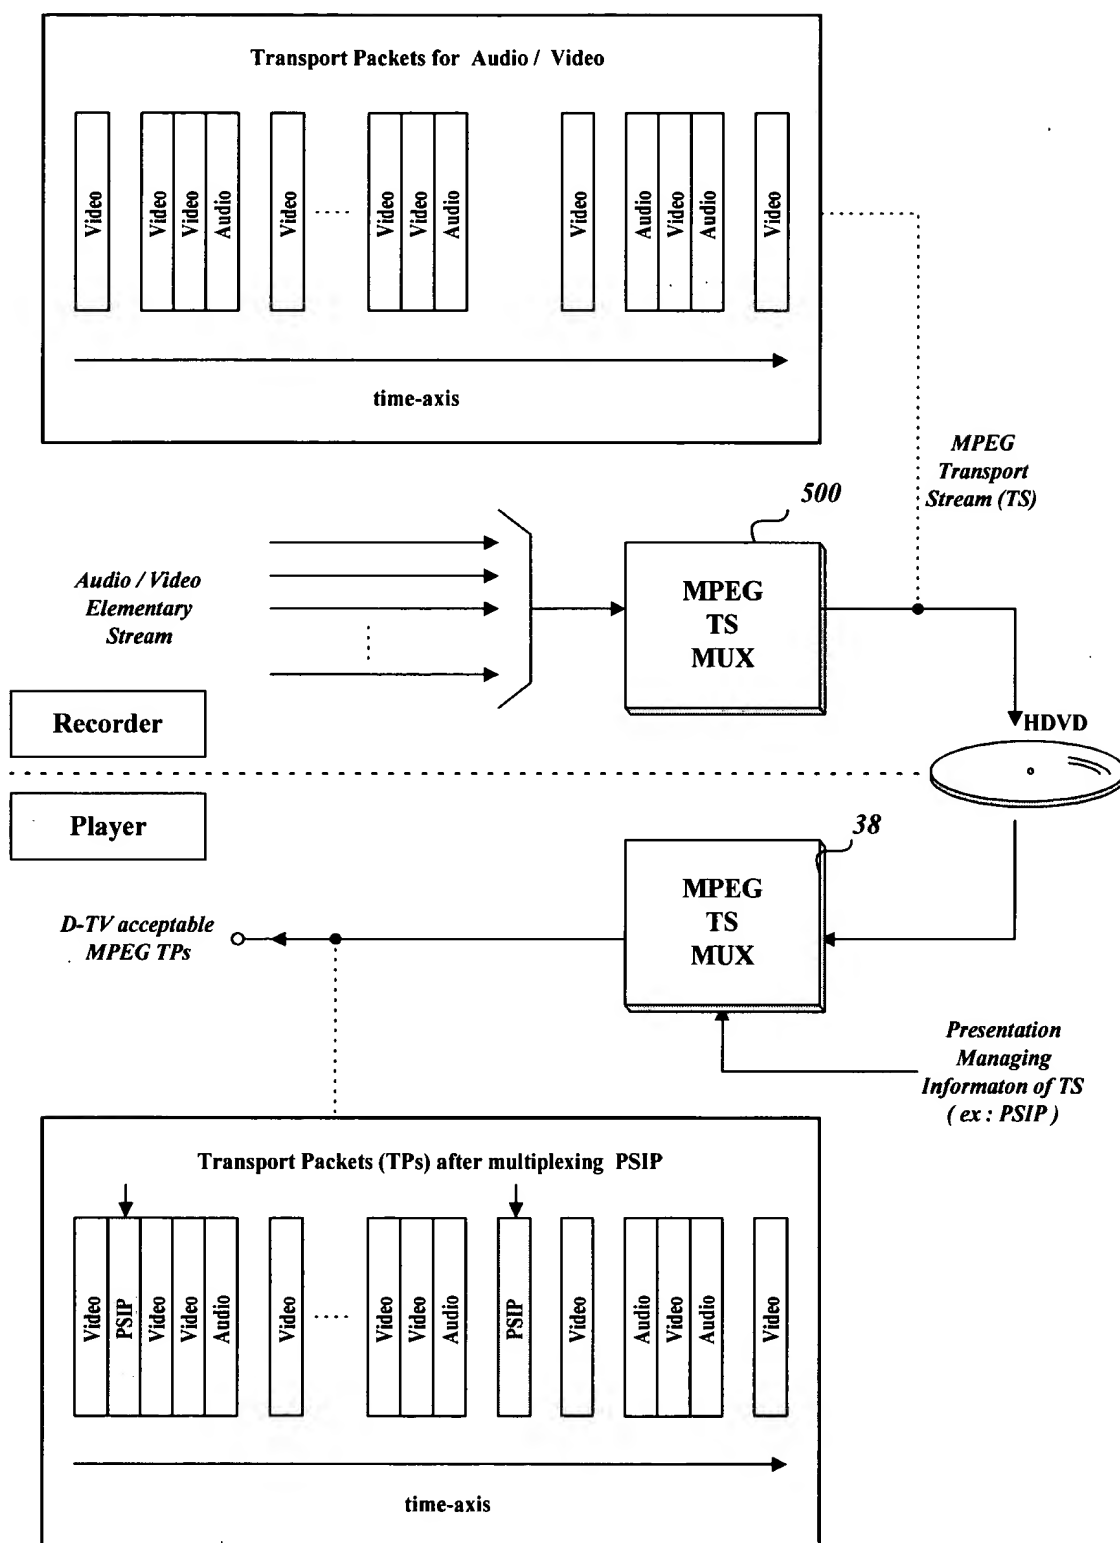 Transport Packets for Audio / Video
Video
Video
Video
Audio
Video
Video
Video
Audio
Video
Audio
Video
Audio
Video
time-axis
MPEG
Transport
Stream (TS)
500
Audio / Video
Elementary
Stream
MPEG
TS
MUX
Recorder
HDVD
Player
38
MPEG
TS
MUX
D-TV acceptable
MPEG TPs
Presentation
Managing
Informaton of TS
( ex : PSIP )
Transport Packets (TPs) after multiplexing PSIP
Video
PSIP
Video
Video
Audio
Video
Video
Video
Audio
PSIP
Video
Audio
Video
Audio
Video
time-axis